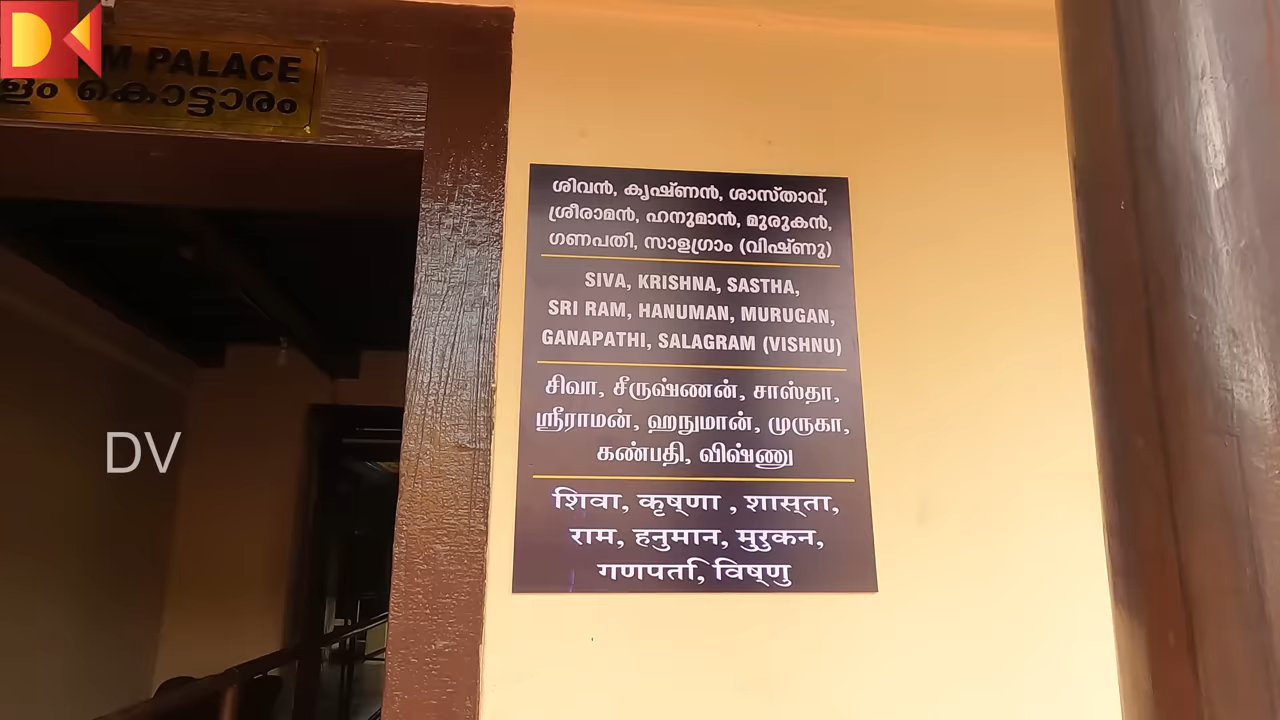 M PALACE
ളം കൊട്ടാരം
ശിവൻ, കൃഷ്ണൻ, ശാസ്താവ്,
ശ്രീരാമൻ, ഹനുമാൻ, മുരുകൻ,
ഗണപതി, സാളഗ്രാം (വിഷ്ണു)
SIVA, KRISHNA, SASTHA,
SRI RAM, HANUMAN, MURUGAN,
GANAPATHI, SALAGRAM (VISHNU)
சிவா, சீருஷ்ணன், சாஸ்தா,
ஸ்ரீராமன், ஹநுமான், முருகா,
கண்பதி, விஷ்ணு
शिवा, कृष्णा , शास्ता,
राम, हनुमान, मुरुकन,
गणपर्ता, विष्णु
DV